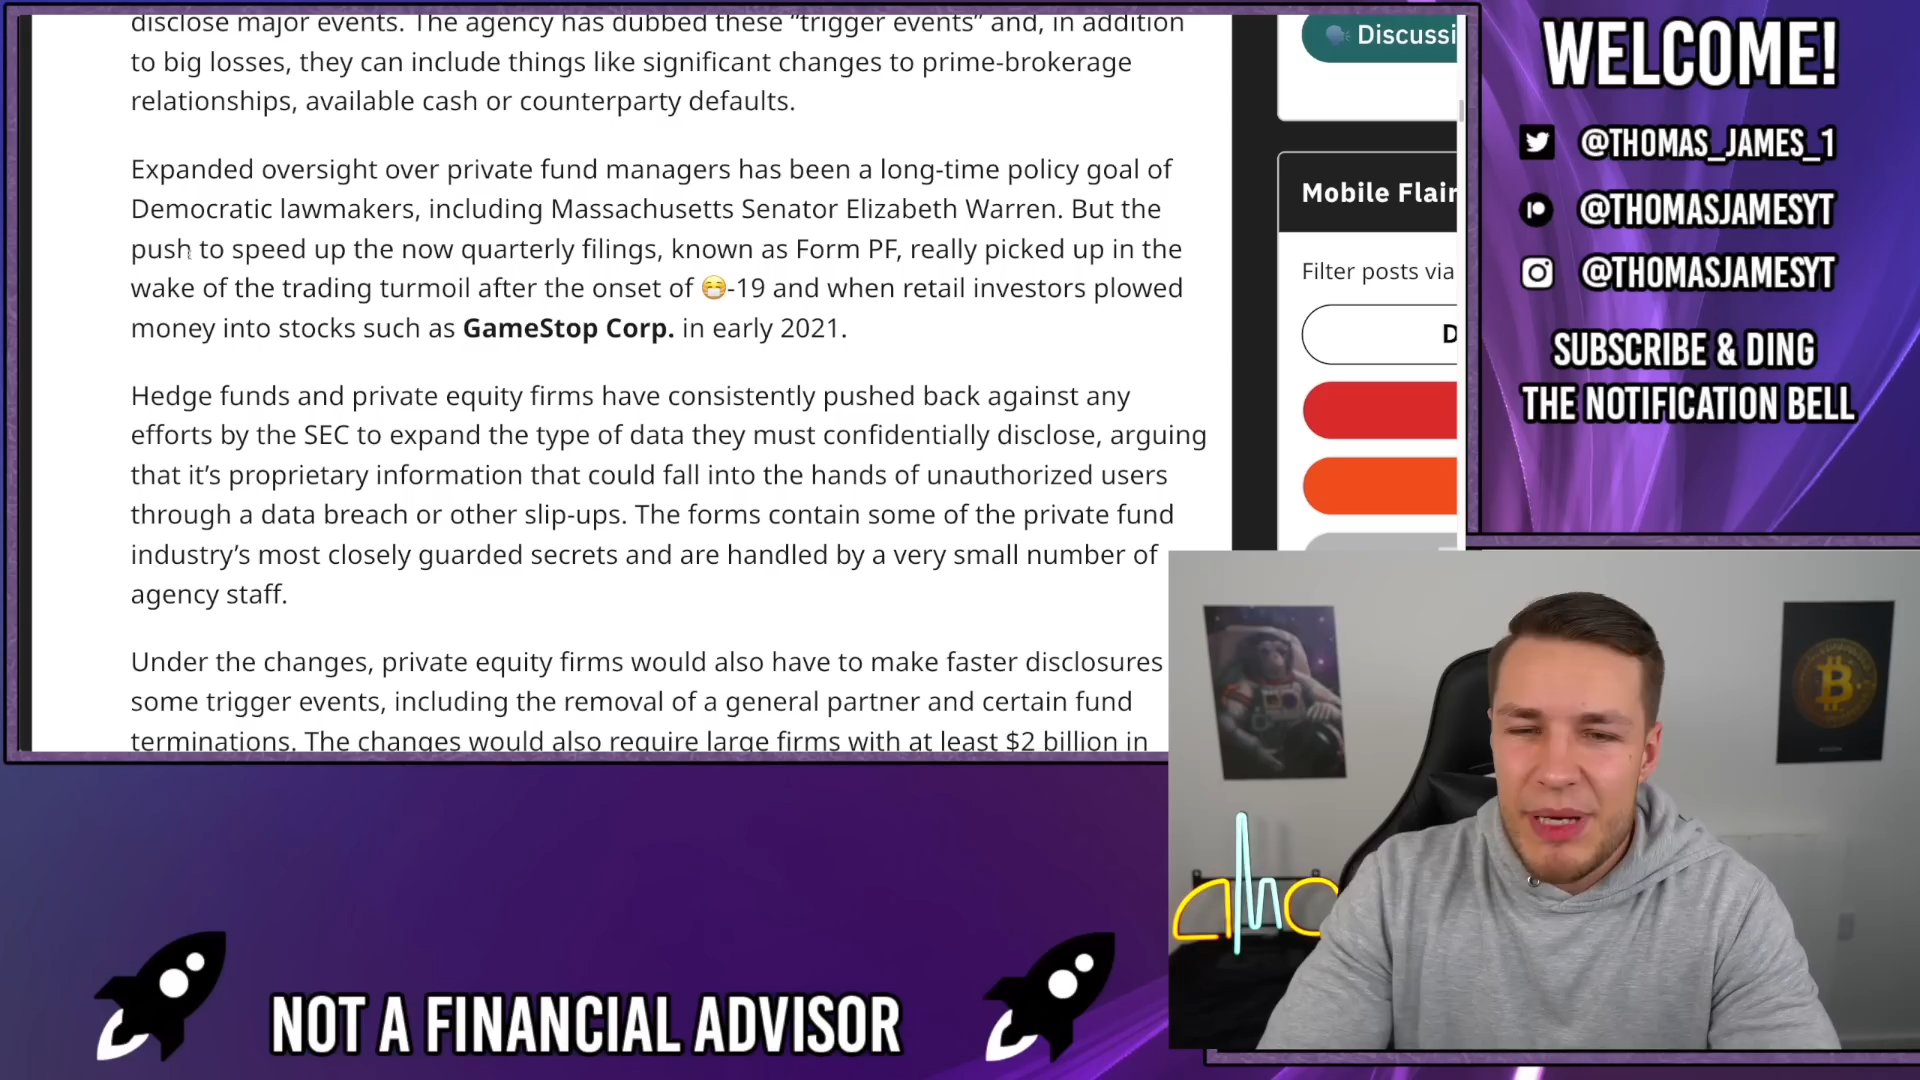 disclose major events. The agency has dubbed these “trigger events” and, in addition
to big losses, they can include things like significant changes to prime-brokerage
relationships, available cash or counterparty defaults.
Expanded oversight over private fund managers has been a long-time policy goal of
Democratic lawmakers, including Massachusetts Senator Elizabeth Warren. But the
push to speed up the now quarterly filings, known as Form PF, really picked up in the
wake of the trading turmoil after the onset of 😷-19 and when retail investors plowed
money into stocks such as GameStop Corp. in early 2021.
Hedge funds and private equity firms have consistently pushed back against any
efforts by the SEC to expand the type of data they must confidentially disclose, arguing
that it’s proprietary information that could fall into the hands of unauthorized users
through a data breach or other slip-ups. The forms contain some of the private fund
industry’s most closely guarded secrets and are handled by a very small number of
agency staff.
Under the changes, private equity firms would also have to make faster disclosures
some trigger events, including the removal of a general partner and certain fund
terminations. The changes would also require large firms with at least $2 billion in
Discussi
Mobile Flair
Filter posts via
D
WELCOME!
@THOMAS_JAMES_1
@THOMASJAMESYT
@THOMASJAMESYT
SUBSCRIBE & DING
THE NOTIFICATION BELL
amc
NOT A FINANCIAL ADVISOR